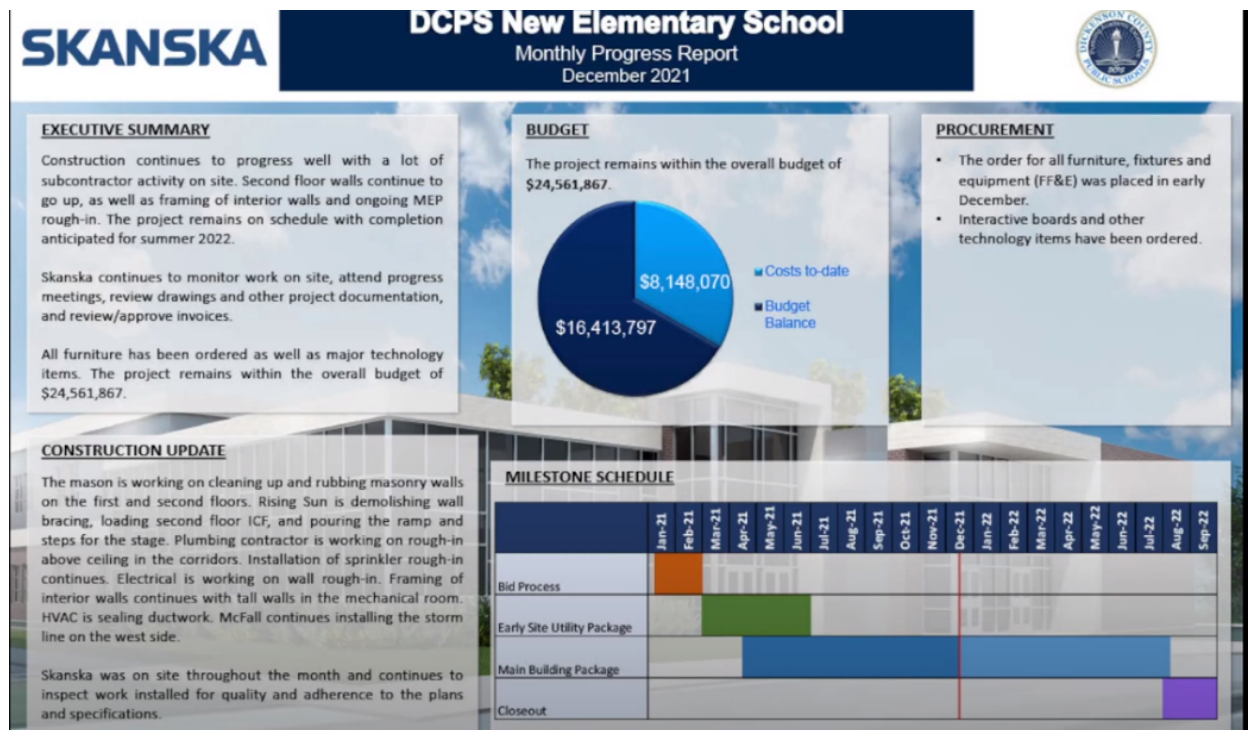 SKANSKA
DCPS New Elementary School
Monthly Progress Report
December 2021
DICKENSON COUNTY
PUBLIC SCHOOLS
DCPS
EXECUTIVE SUMMARY
Construction continues to progress well with a lot of
subcontractor activity on site. Second floor walls continue to
go up, as well as framing of interior walls and ongoing MEP
rough-in. The project remains on schedule with completion
anticipated for summer 2022.
Skanska continues to monitor work on site, attend progress
meetings, review drawings and other project documentation,
and review/approve invoices.
All furniture has been ordered as well as major technology
items. The project remains within the overall budget of
$24,561,867.
BUDGET
The project remains within the overall budget of
$24,561,867.
$8,148,070
$16,413,797
Costs to-date
Budget
Balance
PROCUREMENT
• The order for all furniture, fixtures and
equipment (FF&E) was placed in early
December.
• Interactive boards and other
technology items have been ordered.
CONSTRUCTION UPDATE
The mason is working on cleaning up and rubbing masonry walls
on the first and second floors. Rising Sun is demolishing wall
bracing, loading second floor ICF, and pouring the ramp and
steps for the stage. Plumbing contractor is working on rough-in
above ceiling in the corridors. Installation of sprinkler rough-in
continues. Electrical is working on wall rough-in. Framing of
interior walls continues with tall walls in the mechanical room.
HVAC is sealing ductwork. McFall continues installing the storm
line on the west side.
Skanska was on site throughout the month and continues to
inspect work installed for quality and adherence to the plans
and specifications.
MILESTONE SCHEDULE
Jan-21 Feb-21 Mar-21 Apr-21 May-21 Jun-21 Jul-21 Aug-21 Sep-21 Oct-21 Nov-21 Dec-21 Jan-22 Feb-22 Mar-22 Apr-22 May-22 Jun-22 Jul-22 Aug-22 Sep-22
Bid Process
Early Site Utility Package
Main Building Package
Closeout